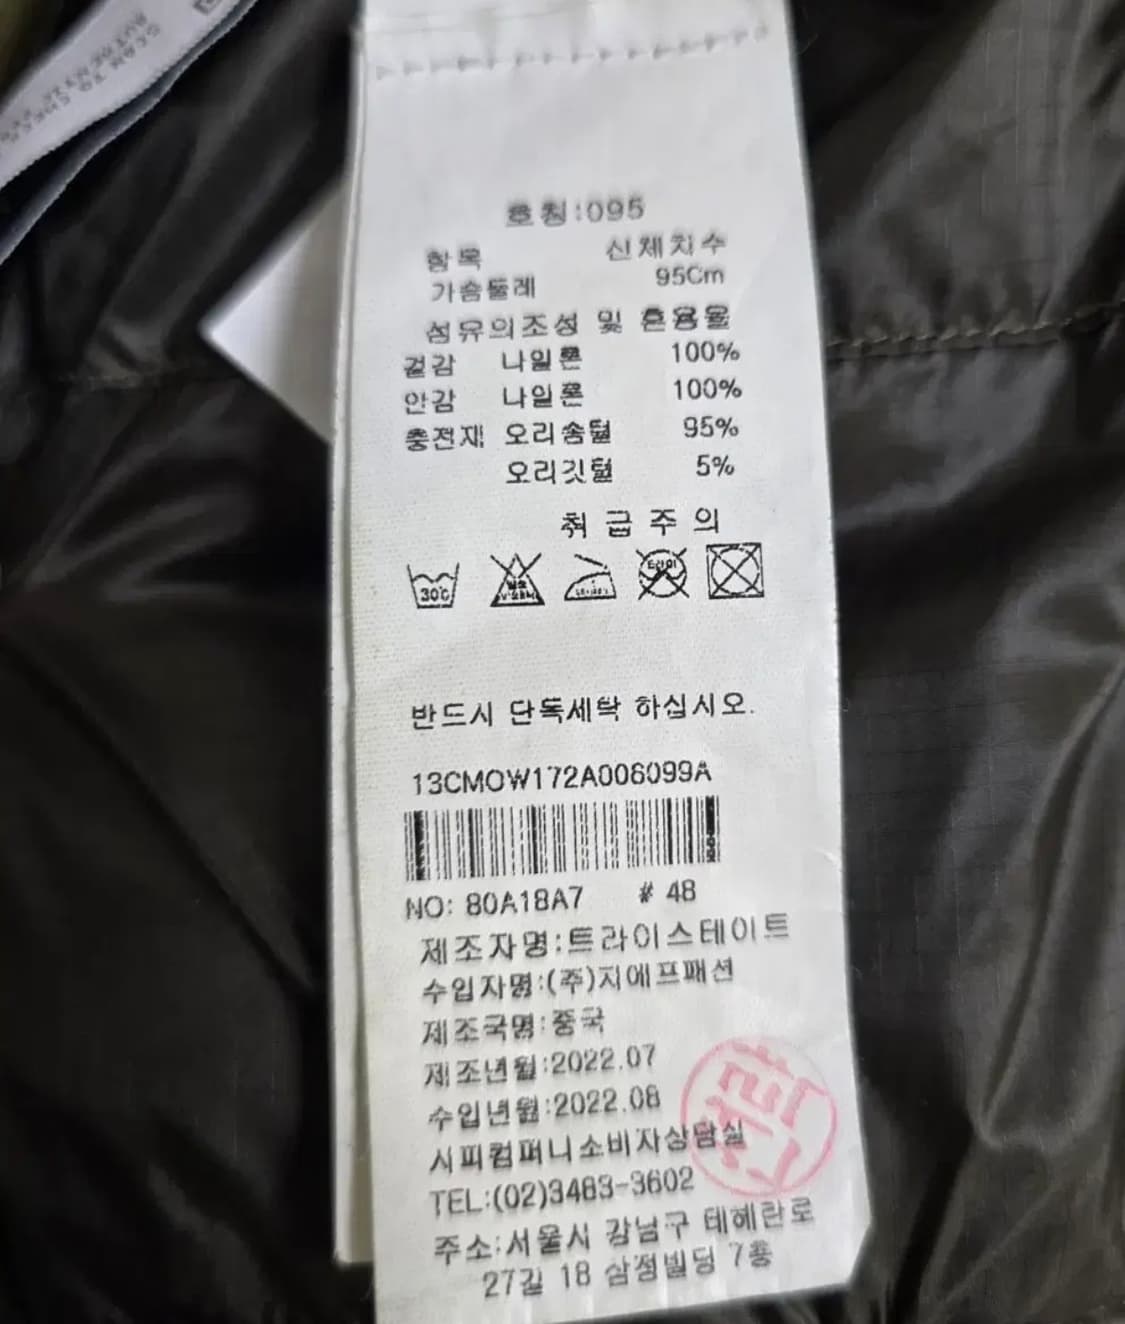 호칭:095
항목 신체치수
가슴둘레 95Cm
섬유의조성 및 혼용율
겉감 나일론 100%
안감 나일론 100%
충전재 오리솜털 95%
오리깃털 5%
취급주의
30℃
드라이
반드시 단독세탁 하십시오.
13CMOW172A006099A
NO: 80A18A7 # 48
제조자명:트라이스테이트
수입자명:(주)지에프패션
제조국명:중국
제조년월:2022.07
수입년월:2022.08
시피컴퍼니소비자상담실
TEL:(02)3483-3602
주소:서울시 강남구 테헤란로
27길 18 삼정빌딩 7층